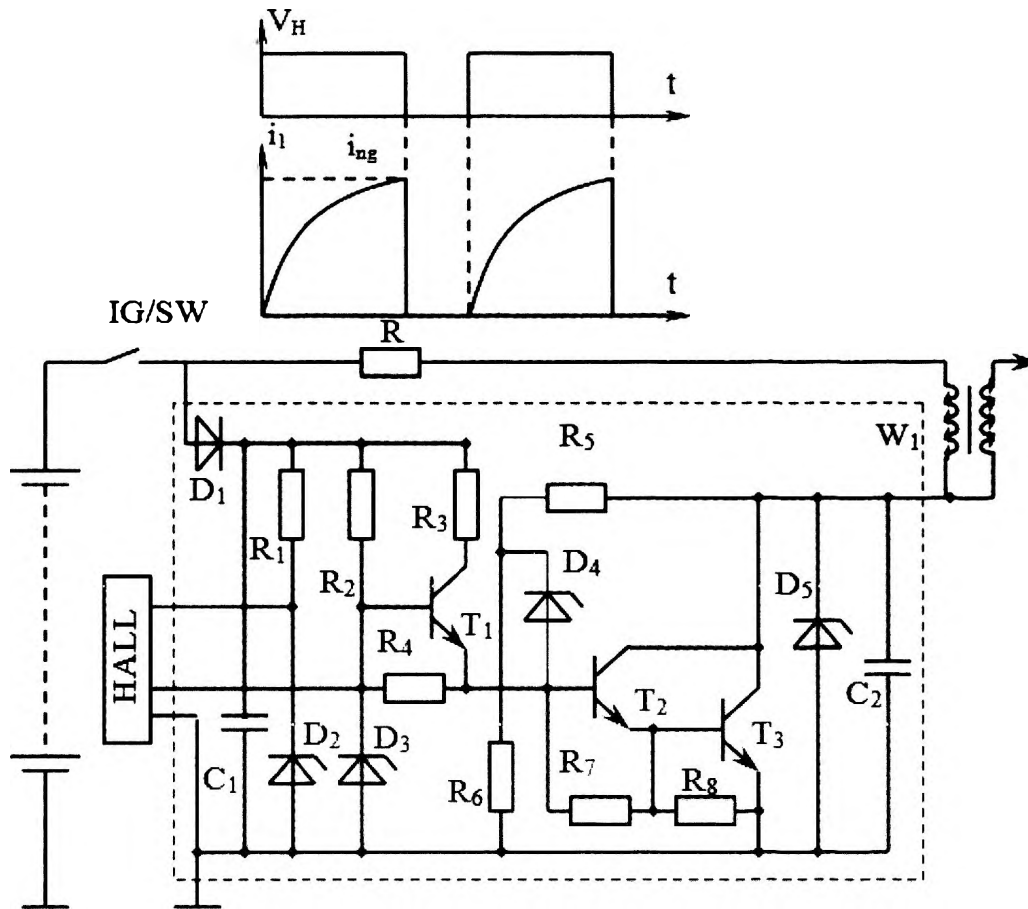 V_H
t
i_1
i_ng
t
IG/SW
R
W_1
D_1
R_1
R_2
R_3
R_5
D_4
D_5
HALL
R_4
T_1
T_2
T_3
C_2
C_1
D_2
D_3
R_6
R_7
R_8